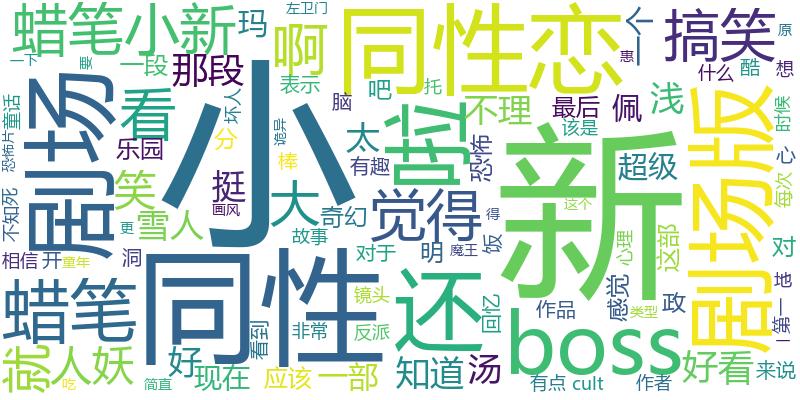 蜡笔小新
玛
左卫门
同性恋
一个
搞笑
原
一下
要
一段
那段
啊
惠
什么
酷
想
恐怖片
童话
剧场
看
坏人
表示
脑
吧
托
不理
最后
佩
浅
剧场版
时候
分
诡异
小
啦
太
恐怖
该是
新
乐园
棒
有趣
超级
心
每次
不知死
笑
挺
大
觉得
雪人
画风
奇幻
更
故事
对于
明
魔王
饭
得
这个
心理
感觉
这部
对
相信
开
童年
洞
同性
还
镜头
回忆
作品
类型
政
第一
地
蜡笔
看到
非常
反派
boss
就
人妖
好
现在
应该
一部
知道
汤
好看
来说
吃
简直
有点
cult
作者